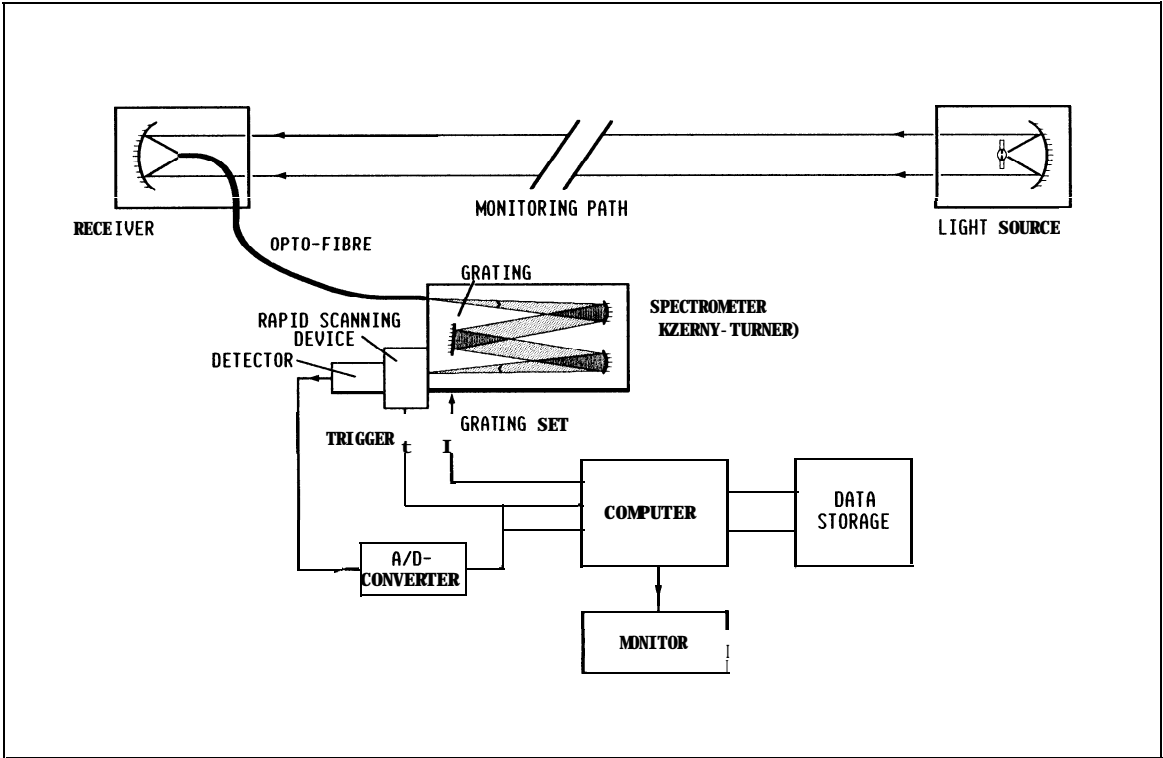 MONITORING PATH
RECEIVER
LIGHT SOURCE
OPTO-FIBRE
GRATING
SPECTROMETER
KZERNY-TURNER)
RAPID SCANNING
DEVICE
DETECTOR
GRATING SET
TRIGGER t I
COMPUTER
DATA
STORAGE
A/D-
CONVERTER
MDNITOR